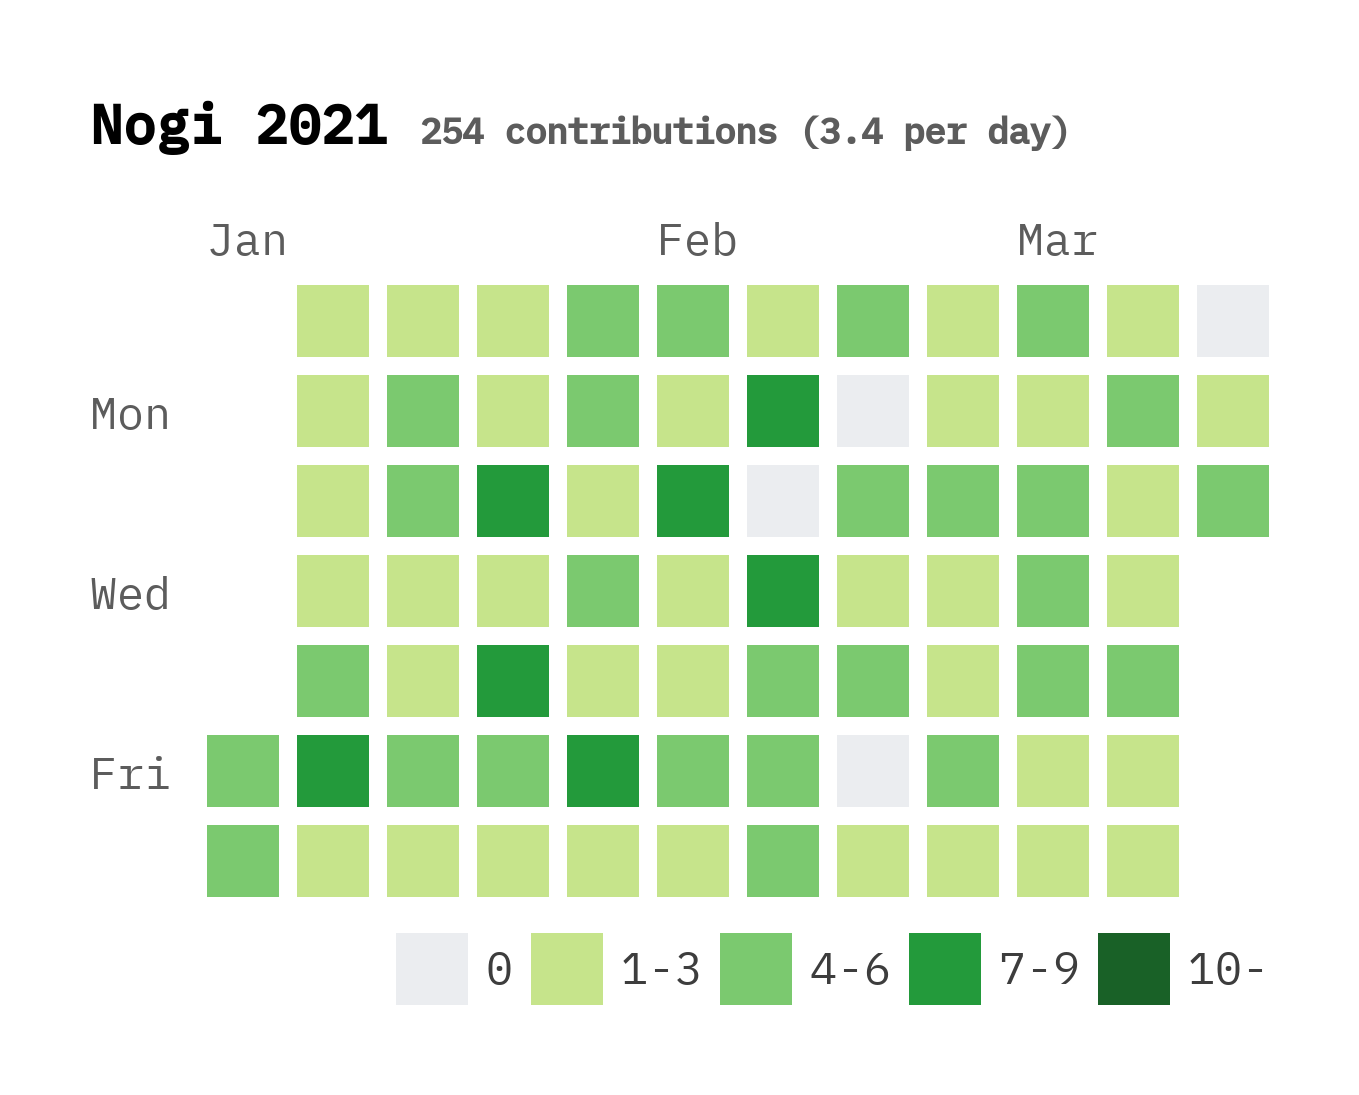 Nogi 2021 254 contributions (3.4 per day)
Jan Feb Mar
Mon
Wed
Fri
0 1-3 4-6 7-9 10-